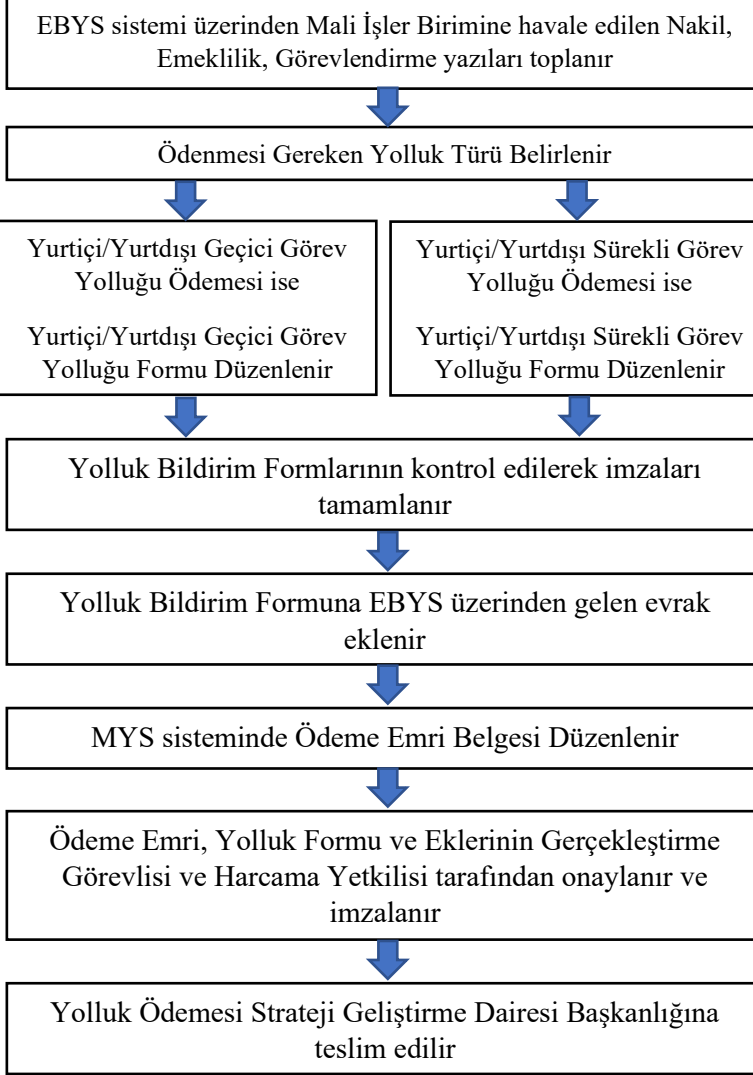 EBYS sistemi üzerinden Mali İşler Birimine havale edilen Nakil,
Emeklilik, Görevlendirme yazıları toplanır
Ödenmesi Gereken Yolluk Türü Belirlenir
Yurtiçi/Yurtdışı Geçici Görev
Yolluğu Ödemesi ise
Yurtiçi/Yurtdışı Geçici Görev
Yolluğu Formu Düzenlenir
Yurtiçi/Yurtdışı Sürekli Görev
Yolluğu Ödemesi ise
Yurtiçi/Yurtdışı Sürekli Görev
Yolluğu Formu Düzenlenir
Yolluk Bildirim Formlarının kontrol edilerek imzaları
tamamlanır
Yolluk Bildirim Formuna EBYS üzerinden gelen evrak
eklenir
MYS sisteminde Ödeme Emri Belgesi Düzenlenir
Ödeme Emri, Yolluk Formu ve Eklerinin Gerçekleştirme
Görevlisi ve Harcama Yetkilisi tarafından onaylanır ve
imzalanır
Yolluk Ödemesi Strateji Geliştirme Dairesi Başkanlığına
teslim edilir